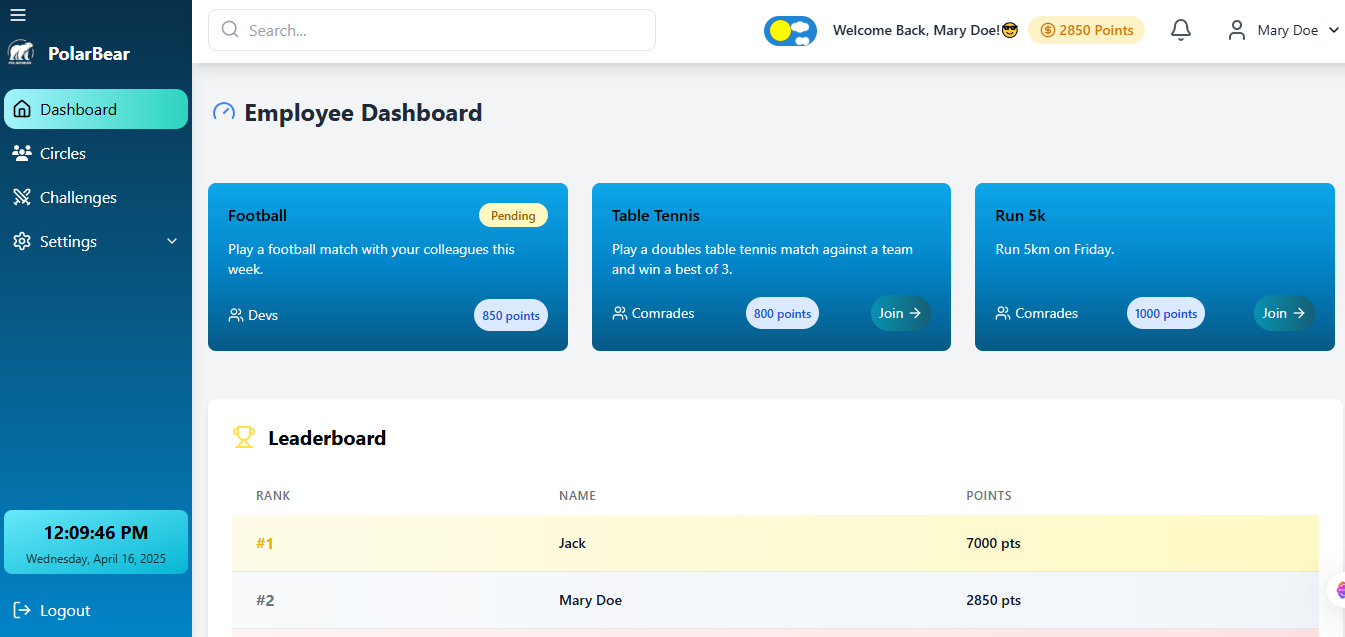 Search...
Welcome Back, Mary Doe!😎
2850 Points
Mary Doe
PolarBear
Dashboard
Circles
Challenges
Settings
12:09:46 PM
Wednesday, April 16, 2025
Logout
Employee Dashboard
Football
Pending
Play a football match with your colleagues this
week.
Devs
850 points
Table Tennis
Play a doubles table tennis match against a team
and win a best of 3.
Comrades
800 points
Join →
Run 5k
Run 5km on Friday.
Comrades
1000 points
Join →
Leaderboard
RANK NAME POINTS
#1 Jack 7000 pts
#2 Mary Doe 2850 pts